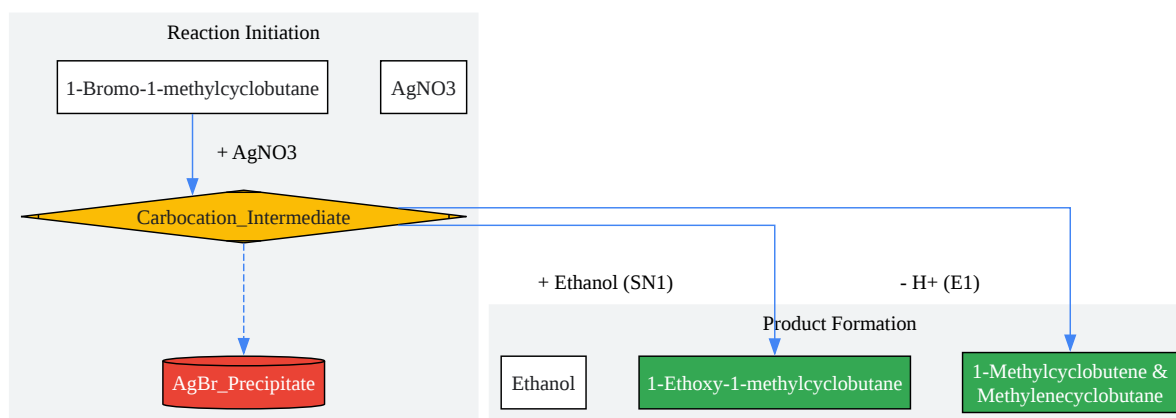 Reaction Initiation
1-Bromo-1-methylcyclobutane
AgNO3
+ AgNO3
Carbocation_Intermediate
+ Ethanol (SN1)
- H+ (E1)
Product Formation
AgBr_Precipitate
Ethanol
1-Ethoxy-1-methylcyclobutane
1-Methylcyclobutene &
Methylenecyclobutane